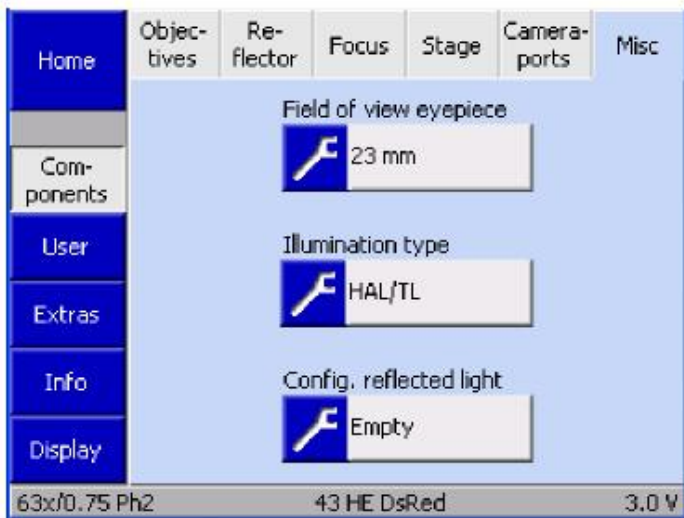 Home
Objec-
tives
Re-
flector
Focus
Stage
Camera-
ports
Misc
Com-
ponents
User
Extras
Info
Display
Field of view eyepiece
23 mm
Illumination type
HAL/TL
Config. reflected light
Empty
63x/0.75 Ph2 43 HE DsRed 3.0 V